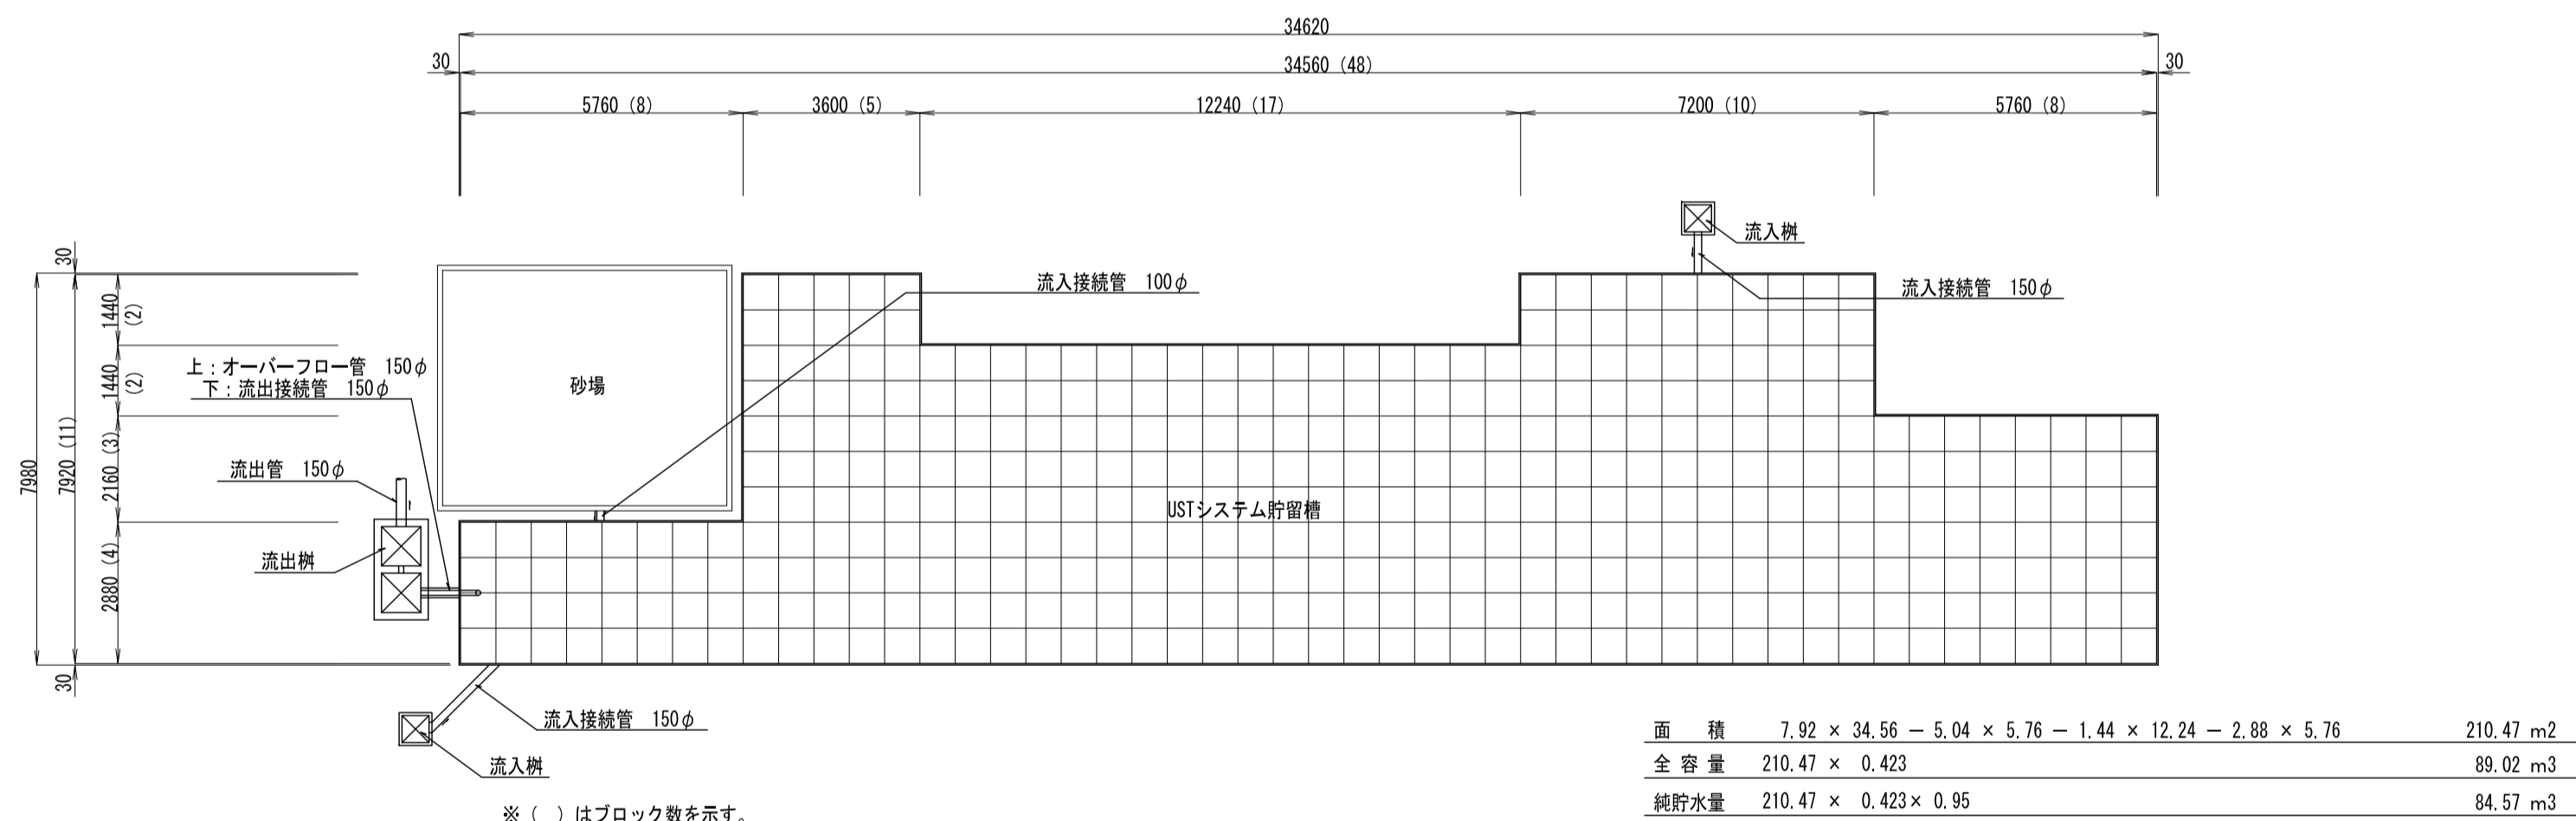 34620
30
34560 (48)
30
5760 (8)
3600 (5)
12240 (17)
7200 (10)
5760 (8)
流入桝
30
流入接続管 100φ
流入接続管 150φ
1440
(2)
上：オーバーフロー管 150φ
下：流出接続管 150φ
1440
(2)
砂場
7980
7920 (11)
2160 (3)
流出管 150φ
USTシステム貯留槽
流出桝
2880 (4)
30
流入接続管 150φ
流入桝
※（ ）はブロック数を示す。
面 積 7.92 × 34.56 － 5.04 × 5.76 － 1.44 × 12.24 － 2.88 × 5.76 210.47 m2
全 容 量 210.47 × 0.423 89.02 m3
純貯水量 210.47 × 0.423× 0.95 84.57 m3